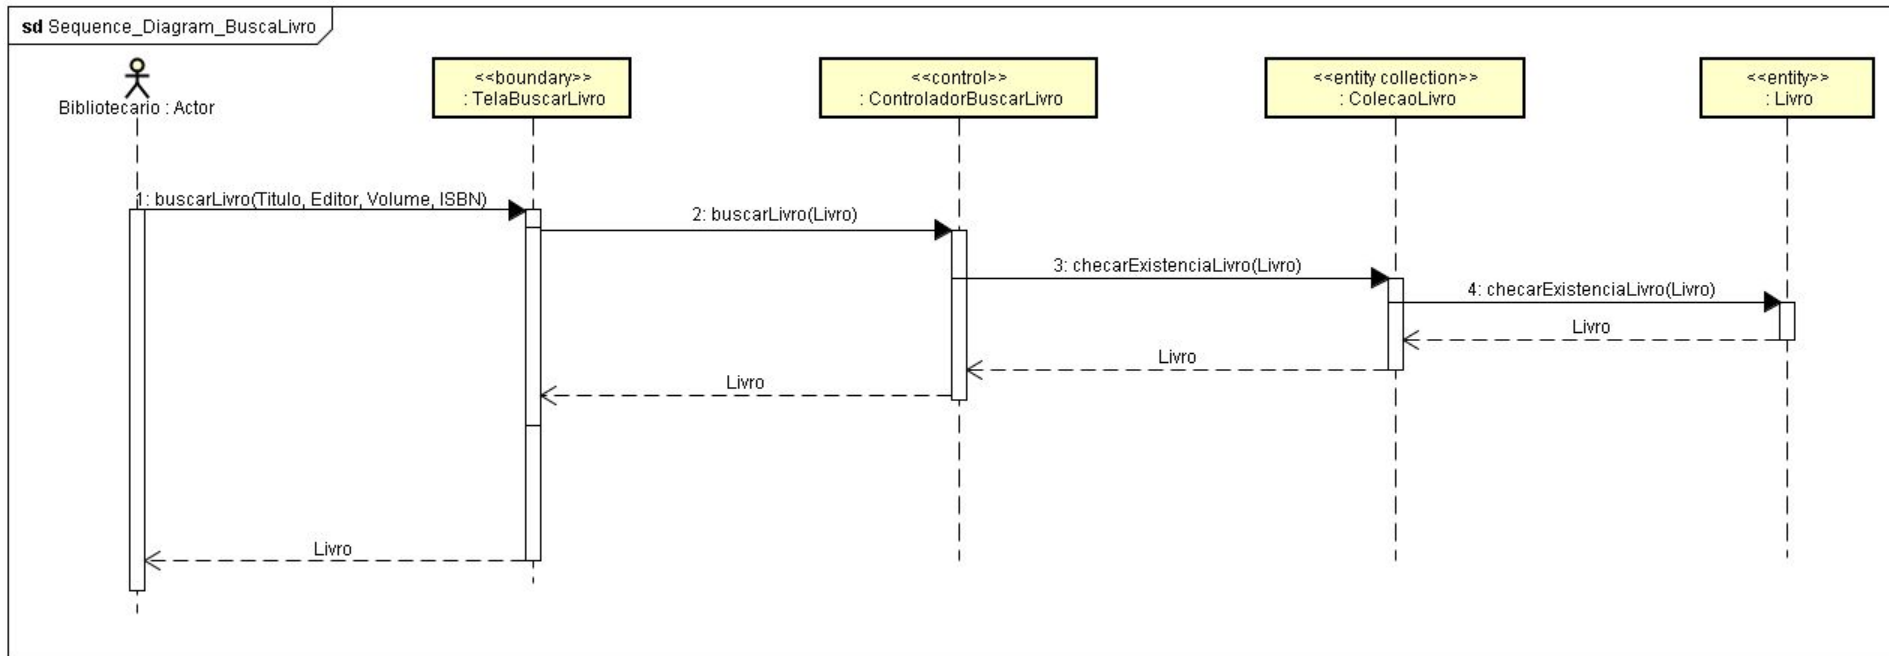 sd Sequence_Diagram_BuscaLivro
Bibliotecario : Actor
<<boundary>>
: TelaBuscarLivro
<<control>>
: ControladorBuscarLivro
<<entity collection>>
: ColecaoLivro
<<entity>>
: Livro
1: buscarLivro(Titulo, Editor, Volume, ISBN)
2: buscarLivro(Livro)
3: checarExistenciaLivro(Livro)
4: checarExistenciaLivro(Livro)
Livro
Livro
Livro
Livro